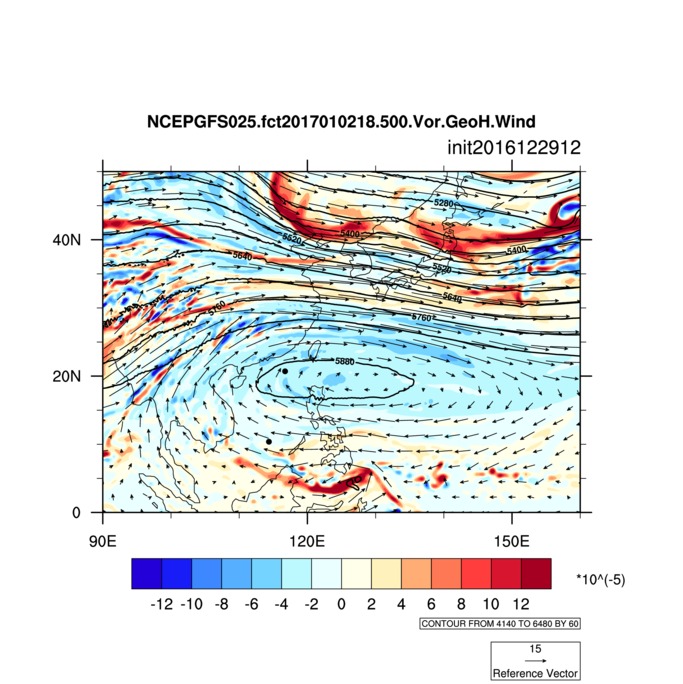 NCEPGFS025.fct2017010218.500.Vor.GeoH.Wind
init2016122912
5280
5400
5520
5400
5640
5520
5640
5760
5760
5880
40N
20N
0
90E 120E 150E
-12 -10 -8 -6 -4 -2 0 2 4 6 8 10 12
*10^(-5)
CONTOUR FROM 4140 TO 6480 BY 60
15
Reference Vector